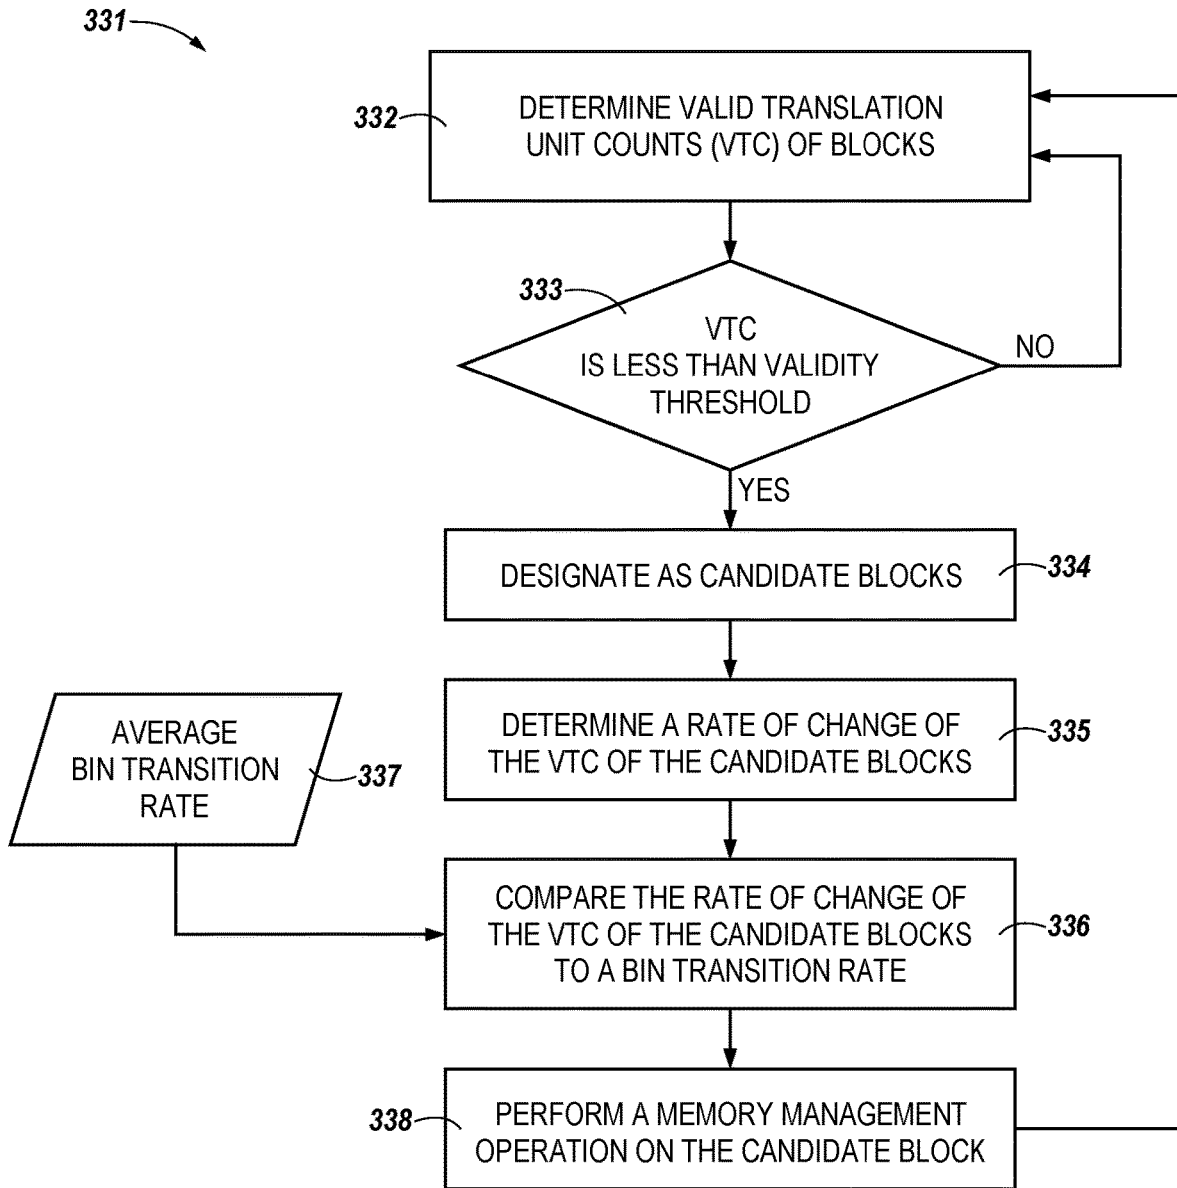 331
332
DETERMINE VALID TRANSLATION
UNIT COUNTS (VTC) OF BLOCKS
333
VTC
IS LESS THAN VALIDITY
THRESHOLD
NO
YES
DESIGNATE AS CANDIDATE BLOCKS
334
DETERMINE A RATE OF CHANGE OF
THE VTC OF THE CANDIDATE BLOCKS
335
AVERAGE
BIN TRANSITION
RATE
337
COMPARE THE RATE OF CHANGE OF
THE VTC OF THE CANDIDATE BLOCKS
TO A BIN TRANSITION RATE
336
338
PERFORM A MEMORY MANAGEMENT
OPERATION ON THE CANDIDATE BLOCK